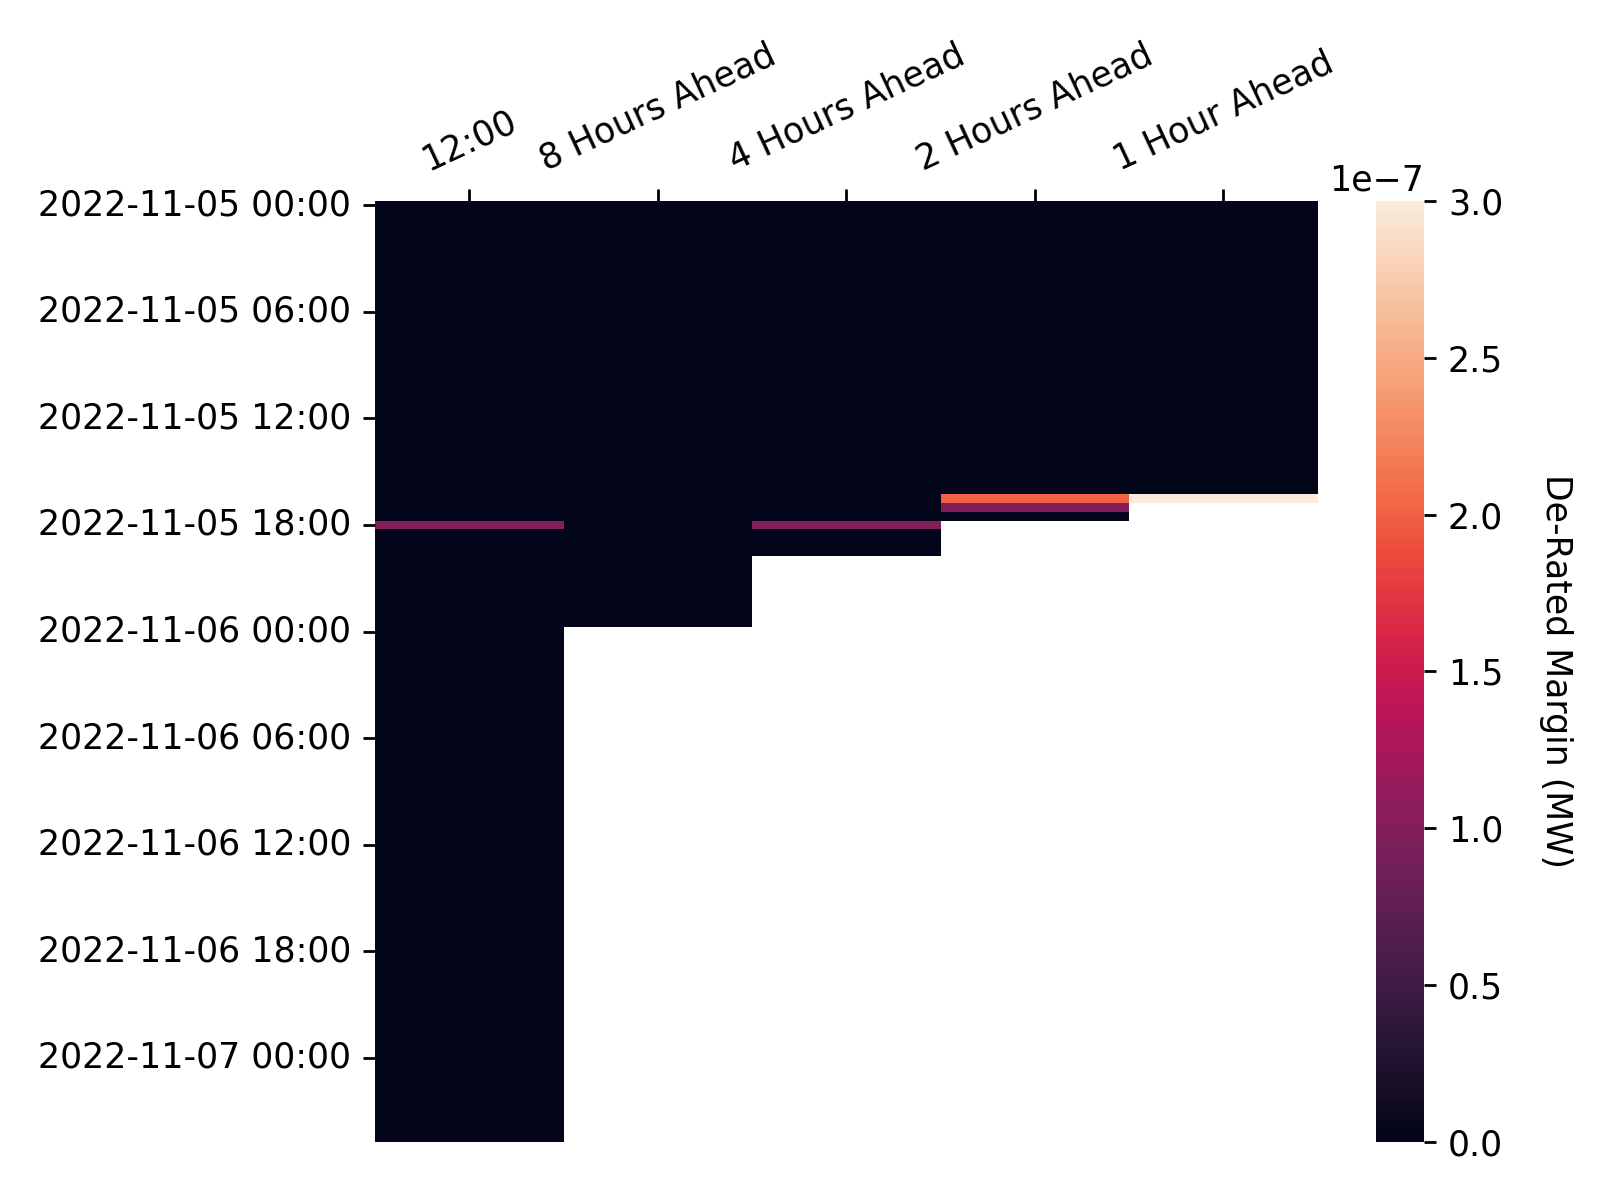 12:00
8 Hours Ahead
4 Hours Ahead
2 Hours Ahead
1 Hour Ahead
2022-11-05 00:00
2022-11-05 06:00
2022-11-05 12:00
2022-11-05 18:00
2022-11-06 00:00
2022-11-06 06:00
2022-11-06 12:00
2022-11-06 18:00
2022-11-07 00:00
1e−7
3.0
2.5
2.0
1.5
1.0
0.5
0.0
De-Rated Margin (MW)